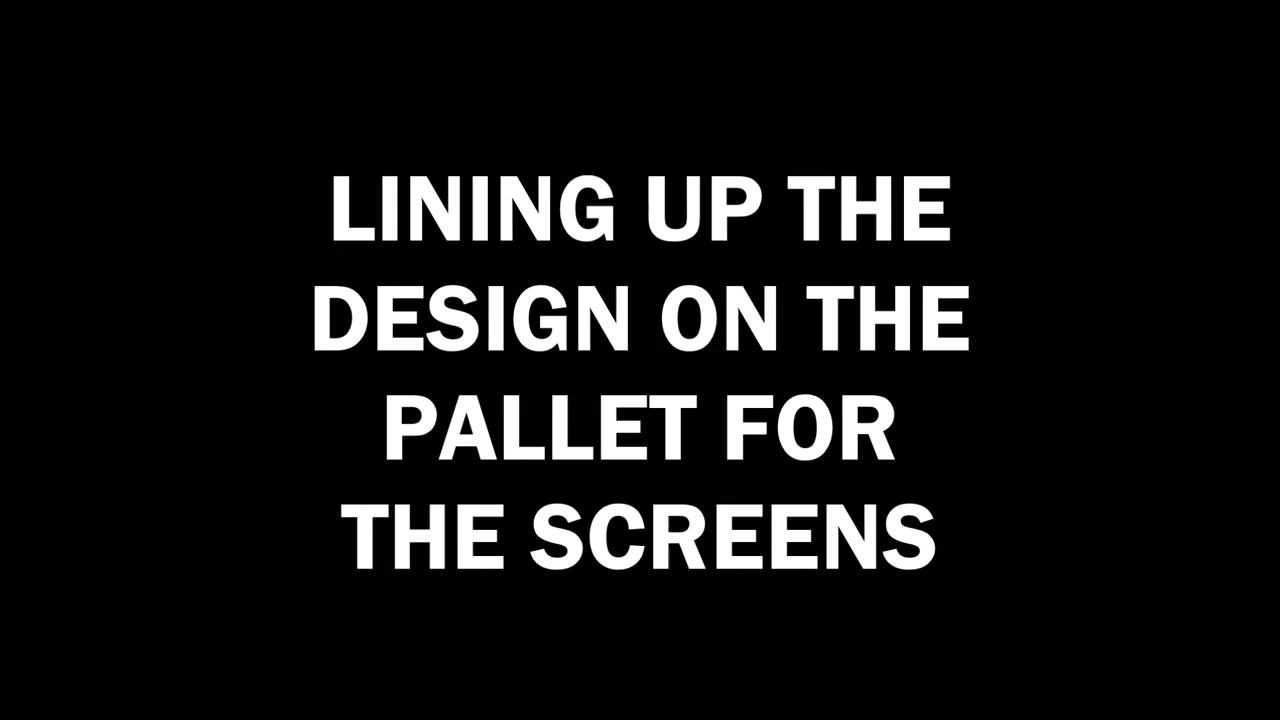 LINING UP THE
DESIGN ON THE
PALLET FOR
THE SCREENS